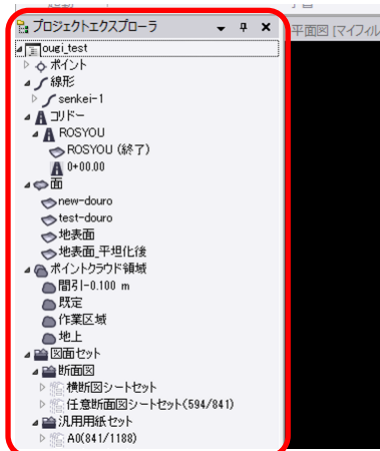 プロジェクトエクスプローラ
平面図 [マイフィル
ougi_test
ポイント
線形
senkei-1
コリドー
ROSYOU
ROSYOU (終了)
0+00.00
面
new-douro
test-douro
地表面
地表面_平坦化後
ポイントクラウド領域
間引-0.100 m
既定
作業区域
地上
図面セット
断面図
横断図シートセット
任意断面図シートセット(594/841)
汎用用紙セット
A0(841/1188)